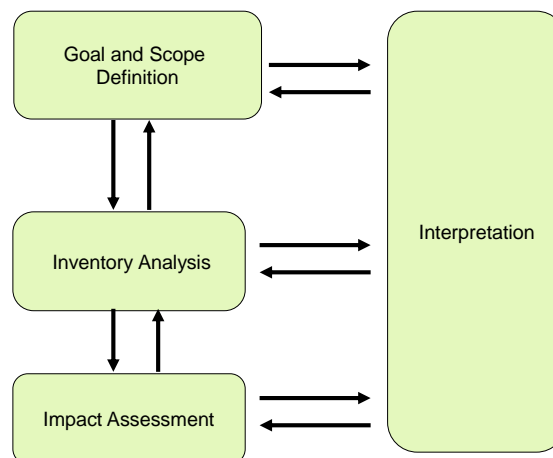 Goal and Scope
Definition
Interpretation
Inventory Analysis
Impact Assessment